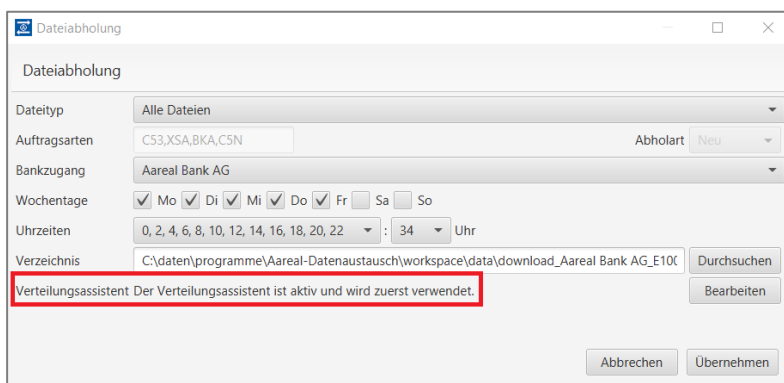 Dateiabholung
Dateiabholung
Dateityp Alle Dateien
Auftragsarten C53,XSA,BKA,C5N Abholart Neu
Bankzugang Aareal Bank AG
Wochentage Mo Di Mi Do Fr Sa So
Uhrzeiten 0, 2, 4, 6, 8, 10, 12, 14, 16, 18, 20, 22 : 34 Uhr
Verzeichnis C:\daten\programme\Aareal-Datenaustausch\workspace\data\download_Aareal Bank AG_E100 Durchsuchen
Verteilungsassistent Der Verteilungsassistent ist aktiv und wird zuerst verwendet. Bearbeiten
Abbrechen Übernehmen